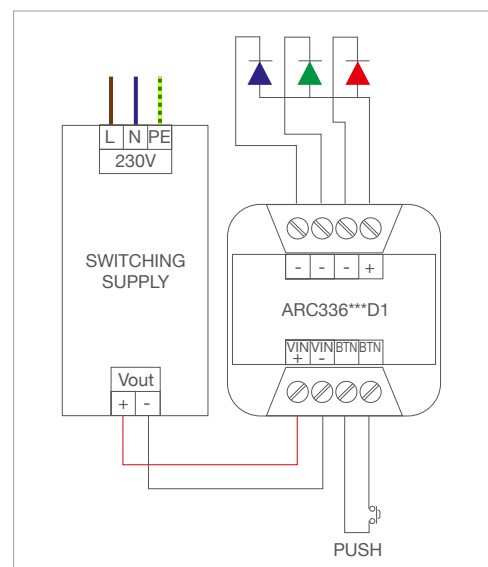 L N PE
230V
SWITCHING
SUPPLY
Vout
+ -
- - - +
ARC336***D1
VIN VIN BTN BTN
+ -
PUSH